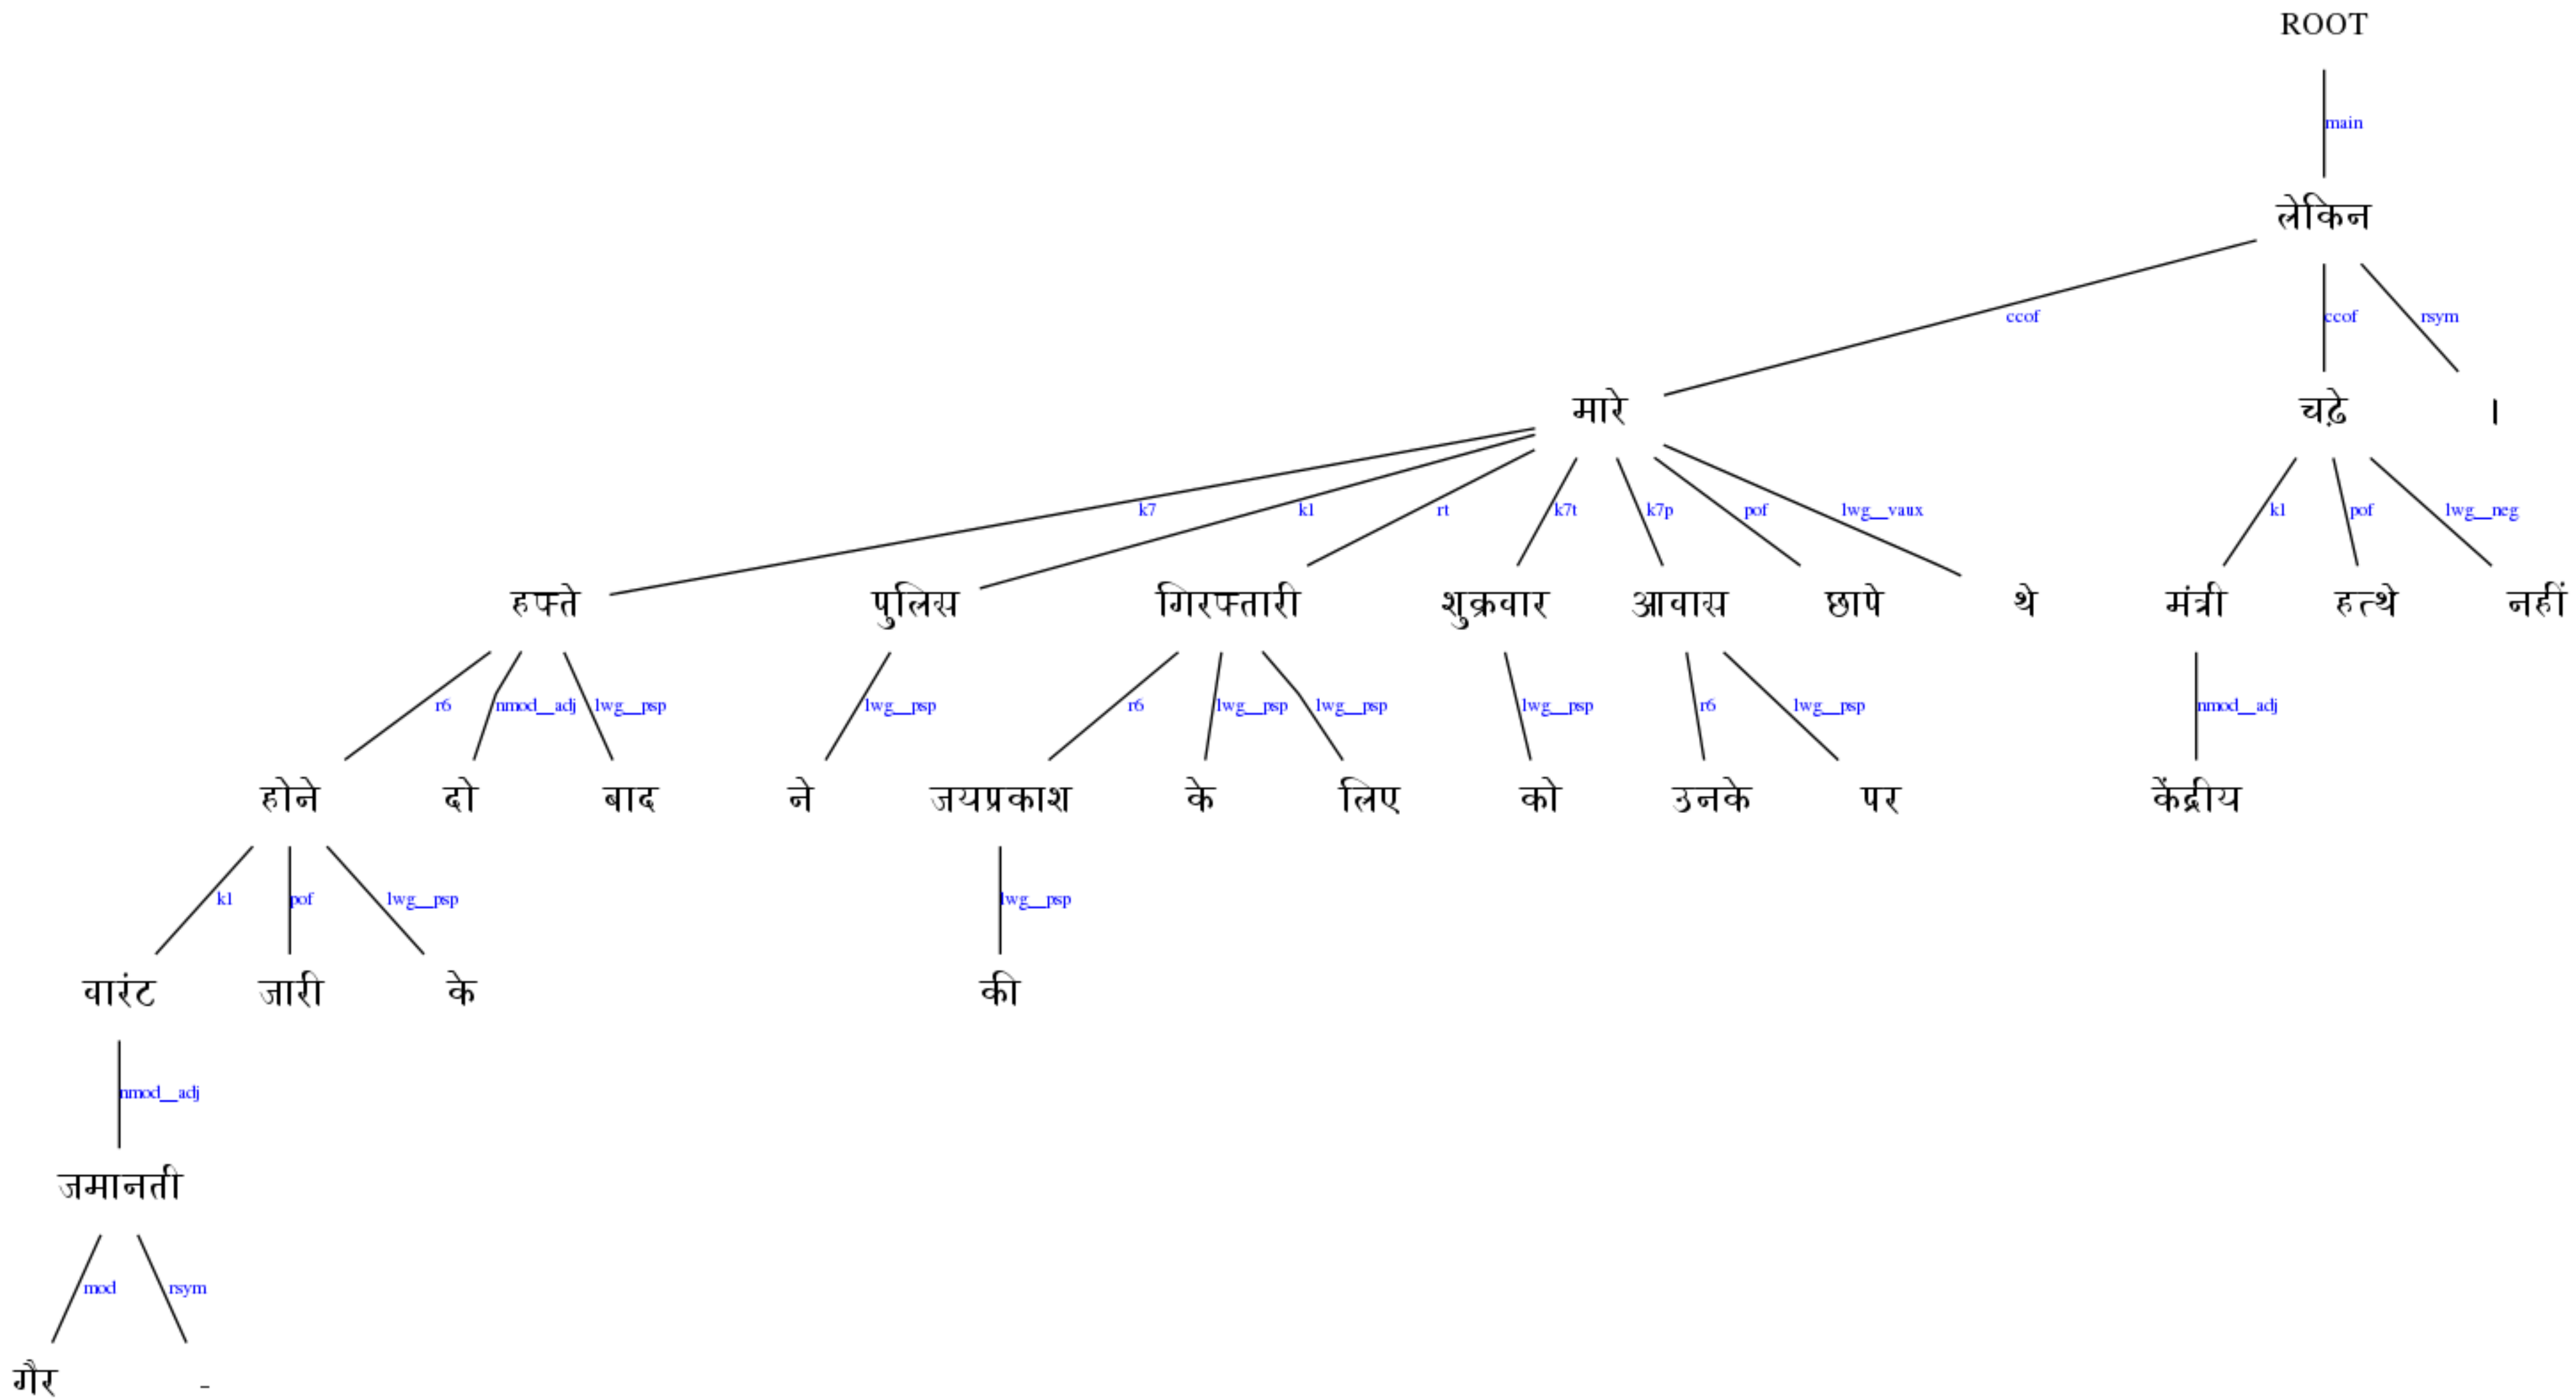 ROOT
main
लेकिन
ccof ccof rsym
मारे चढ़े ।
k7 k1 rt k7t k7p pof lwg__vaux k1 pof lwg__neg
हफ्ते पुलिस गिरफ्तारी शुक्रवार आवास छापे थे मंत्री हत्थे नहीं
r6 nmod__adj lwg__psp lwg__psp r6 lwg__psp lwg__psp lwg__psp r6 lwg__psp nmod__adj
होने दो बाद ने जयप्रकाश के लिए को उनके पर केंद्रीय
k1 pof lwg__psp lwg__psp
वारंट जारी के की
nmod__adj
जमानती
mod rsym
गैर -